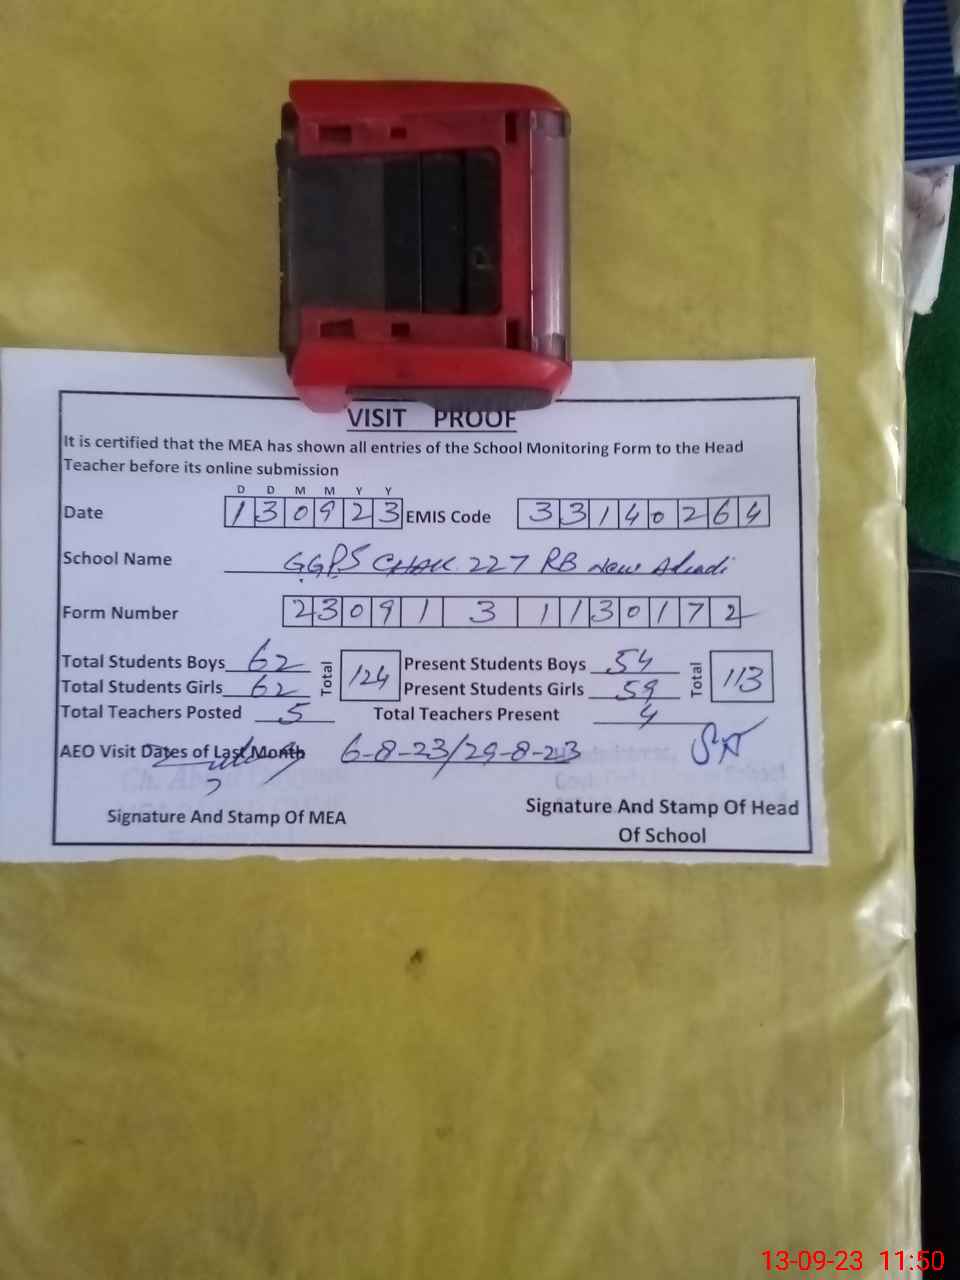 VISIT PROOF
It is certified that the MEA has shown all entries of the School Monitoring Form to the Head
Teacher before its online submission
D D M M Y Y
Date 130923 EMIS Code 33140264
School Name GGPS CHAK 227 RB New Abadi
Form Number 23091 3 1130172
Total Students Boys 62 Total 124 Present Students Boys 54 Total 113
Total Students Girls 62 Present Students Girls 59
Total Teachers Posted 5 Total Teachers Present 4
AEO Visit Dates of Last Month 6-8-23/29-8-23
Signature And Stamp Of MEA
Signature And Stamp Of Head
Of School
13-09-23 11:50